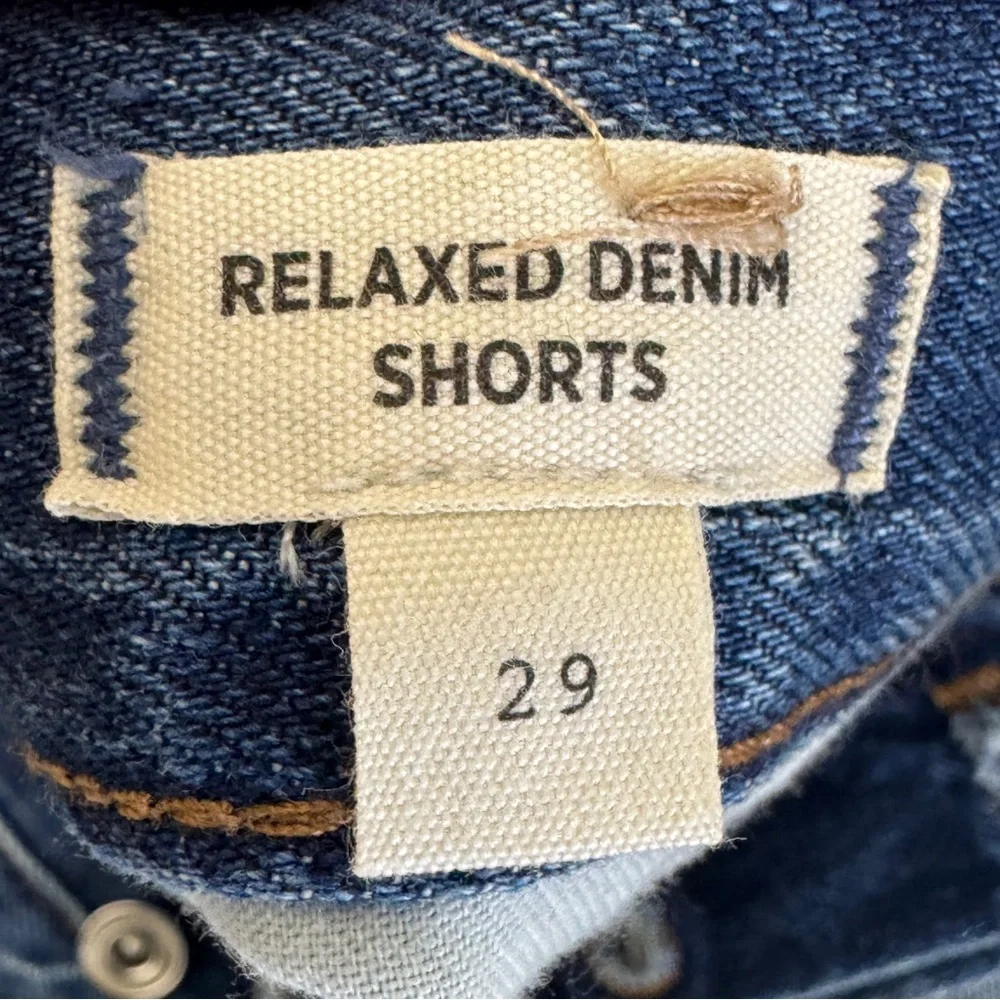 RELAXED DENIM
SHORTS
29